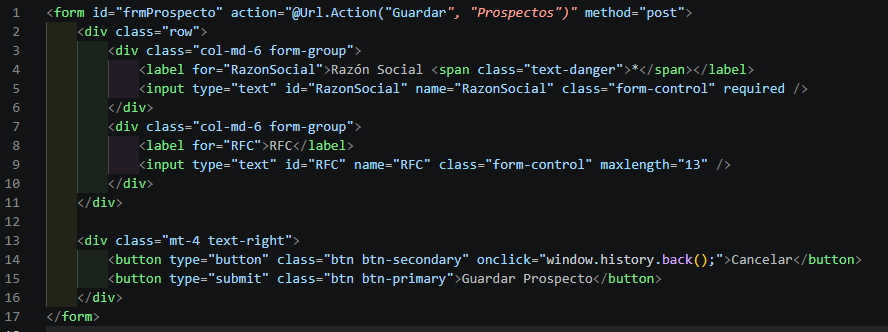 1 <form id="frmProspecto" action="@Url.Action("Guardar", "Prospectos")" method="post">
2 <div class="row">
3 <div class="col-md-6 form-group">
4 <label for="RazonSocial">Razón Social <span class="text-danger">*</span></label>
5 <input type="text" id="RazonSocial" name="RazonSocial" class="form-control" required />
6 </div>
7 <div class="col-md-6 form-group">
8 <label for="RFC">RFC</label>
9 <input type="text" id="RFC" name="RFC" class="form-control" maxlength="13" />
10 </div>
11 </div>
12
13 <div class="mt-4 text-right">
14 <button type="button" class="btn btn-secondary" onclick="window.history.back();">Cancelar</button>
15 <button type="submit" class="btn btn-primary">Guardar Prospecto</button>
16 </div>
17 </form>